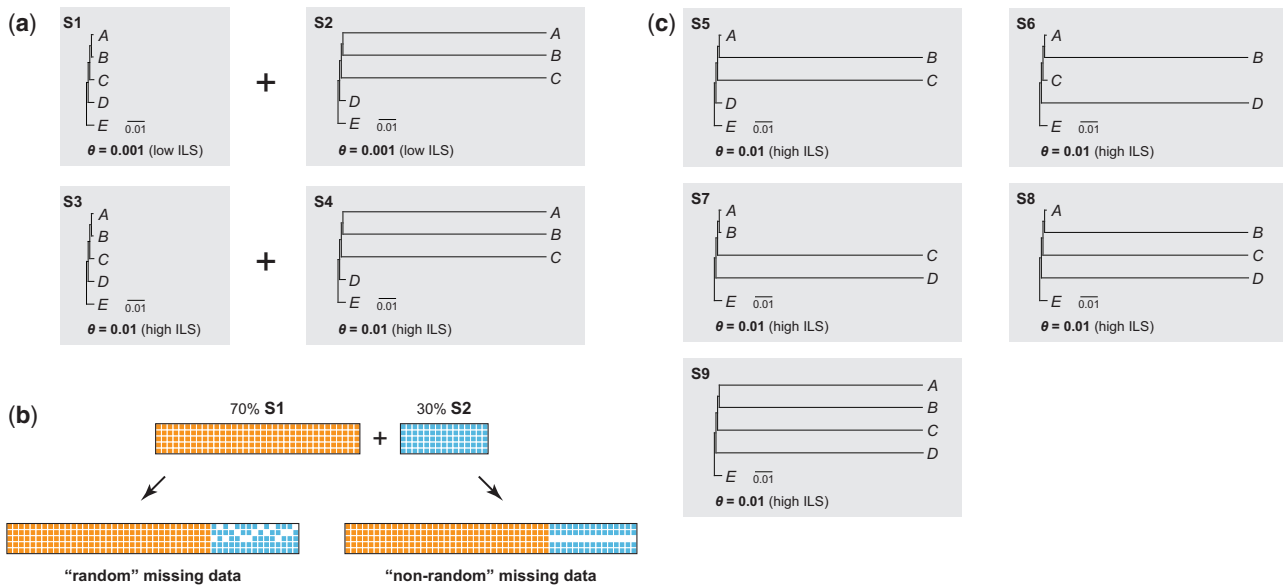 (a)
S1
A
B
C
D
E
0.01
θ = 0.001 (low ILS)
+
S2
A
B
C
D
E
0.01
θ = 0.001 (low ILS)
S3
A
B
C
D
E
0.01
θ = 0.01 (high ILS)
+
S4
A
B
C
D
E
0.01
θ = 0.01 (high ILS)
(b)
70% S1
+
30% S2
“random” missing data
“non-random” missing data
(c)
S5
A
B
C
D
E
0.01
θ = 0.01 (high ILS)
S6
A
B
C
D
E
0.01
θ = 0.01 (high ILS)
S7
A
B
C
D
E
0.01
θ = 0.01 (high ILS)
S8
A
B
C
D
E
0.01
θ = 0.01 (high ILS)
S9
A
B
C
D
E
0.01
θ = 0.01 (high ILS)